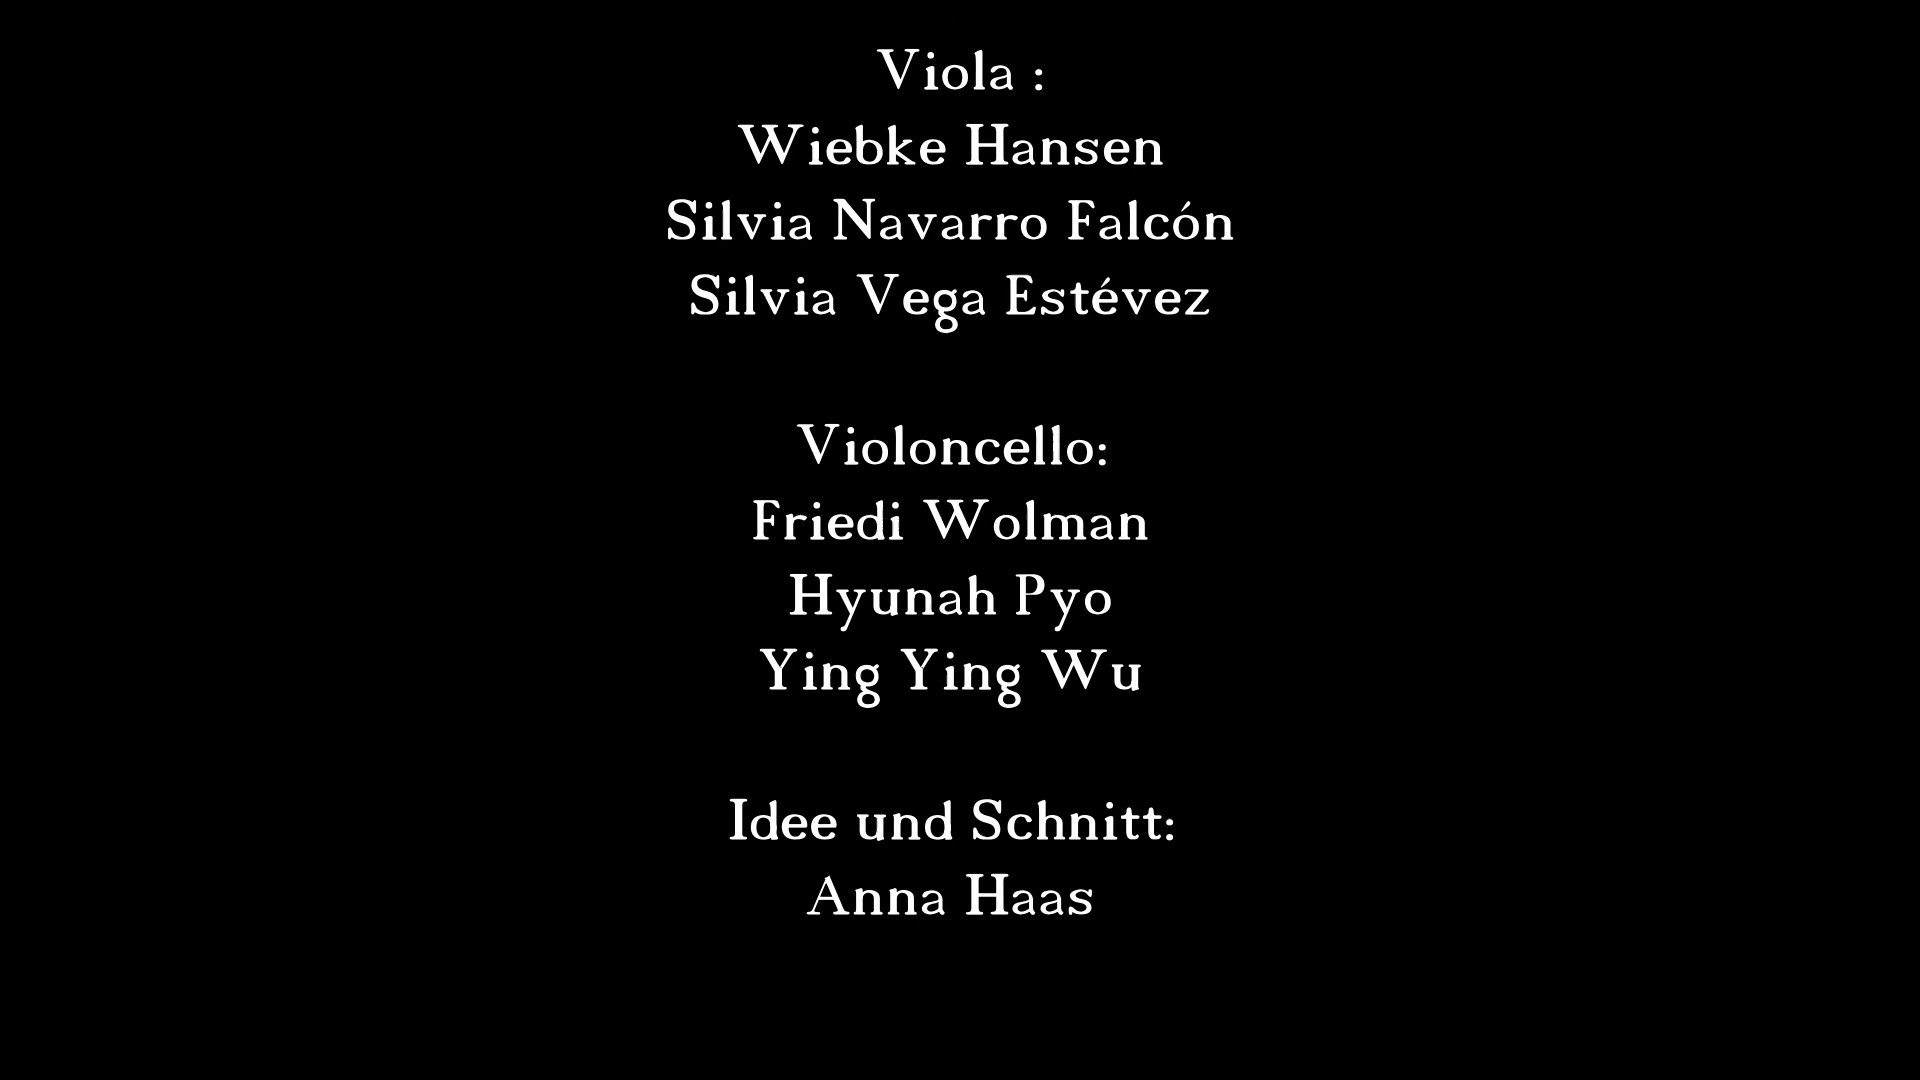 Viola :
Wiebke Hansen
Silvia Navarro Falcón
Silvia Vega Estévez
Violoncello:
Friedi Wolman
Hyunah Pyo
Ying Ying Wu
Idee und Schnitt:
Anna Haas